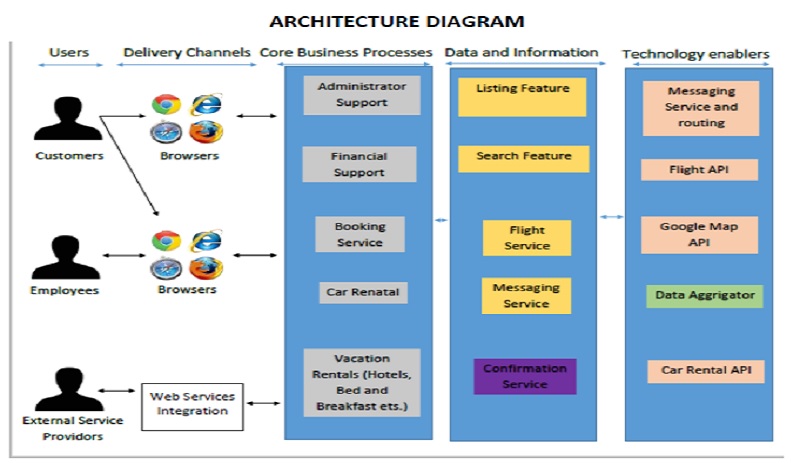 ARCHITECTURE DIAGRAM
Users
Delivery Channels
Core Business Processes
Data and Information
Technology enablers
Customers
Browsers
Employees
Browsers
External Service
Providors
Web Services
Integration
Administrator
Support
Financial
Support
Booking
Service
Car Renatal
Vacation
Rentals (Hotels,
Bed and
Breakfast ets.)
Listing Feature
Search Feature
Flight
Service
Messaging
Service
Confirmation
Service
Messaging
Service and
routing
Flight API
Google Map
API
Data Aggrigator
Car Rental API